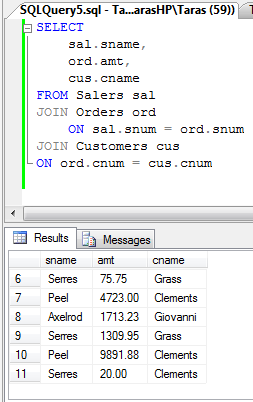 SQLQuery5.sql - Ta...arasHP\Taras (59))
SELECT
sal.sname,
ord.amt,
cus.cname
FROM Salers sal
JOIN Orders ord
ON sal.snum = ord.snum
JOIN Customers cus
ON ord.cnum = cus.cnum
Results Messages
sname amt cname
6 Serres 75.75 Grass
7 Peel 4723.00 Clements
8 Axelrod 1713.23 Giovanni
9 Serres 1309.95 Grass
10 Peel 9891.88 Clements
11 Serres 20.00 Clements